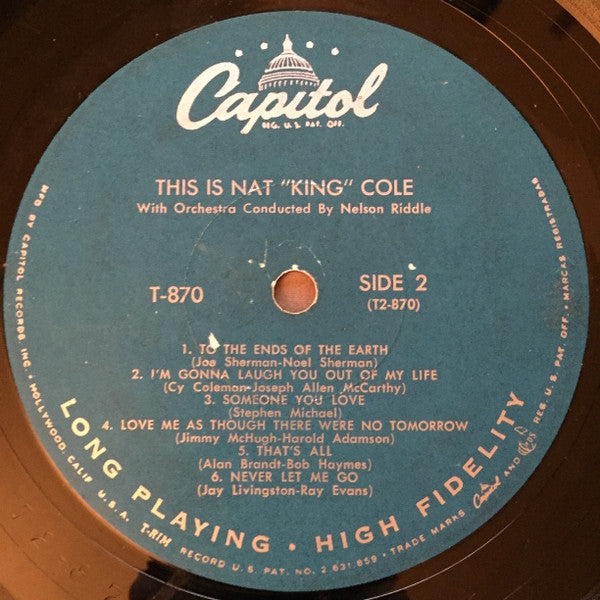 Capitol
REG. U.S. PAT. OFF.
THIS IS NAT "KING" COLE
With Orchestra Conducted By Nelson Riddle
T-870
SIDE 2
(T2-870)
1. TO THE ENDS OF THE EARTH
(Joe Sherman-Noel Sherman)
2. I'M GONNA LAUGH YOU OUT OF MY LIFE
(Cy Coleman-Joseph Allen McCarthy)
3. SOMEONE YOU LOVE
(Stephen Michael)
4. LOVE ME AS THOUGH THERE WERE NO TOMORROW
(Jimmy McHugh-Harold Adamson)
5. THAT'S ALL
(Alan Brandt-Bob Haymes)
6. NEVER LET ME GO
(Jay Livingston-Ray Evans)
LONG PLAYING • HIGH FIDELITY
MFD. BY CAPITOL RECORDS INC. • HOLLYWOOD, CALIF. U.S.A. T-RIM RECORD U.S. PAT. NO. 2,631,859 • TRADE MARKS Capitol AND REG. U.S. PAT. OFF. • MARCAS REGISTRADAS